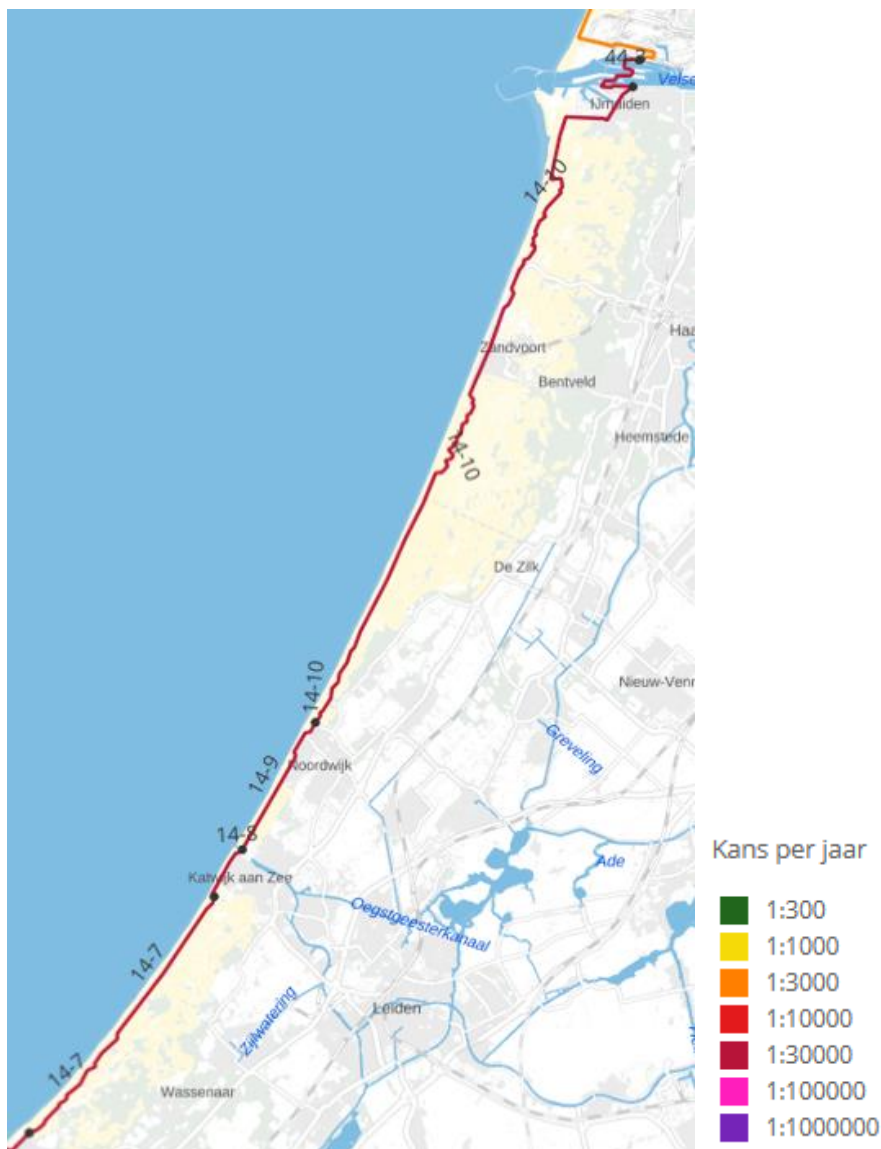 44-3
Velse
IJmuiden
14-10
Zandvoort
Haa
Bentveld
14-10
Heemstede
De Zilk
Nieuw-Venn
14-10
Greveling
14-9
Noordwijk
14-8
Ade
Katwijk aan Zee
Oegstgeesterkanaal
14-7
Zijlwatering
Leiden
14-7
Wassenaar
Kans per jaar
1:300
1:1000
1:3000
1:10000
1:30000
1:100000
1:1000000